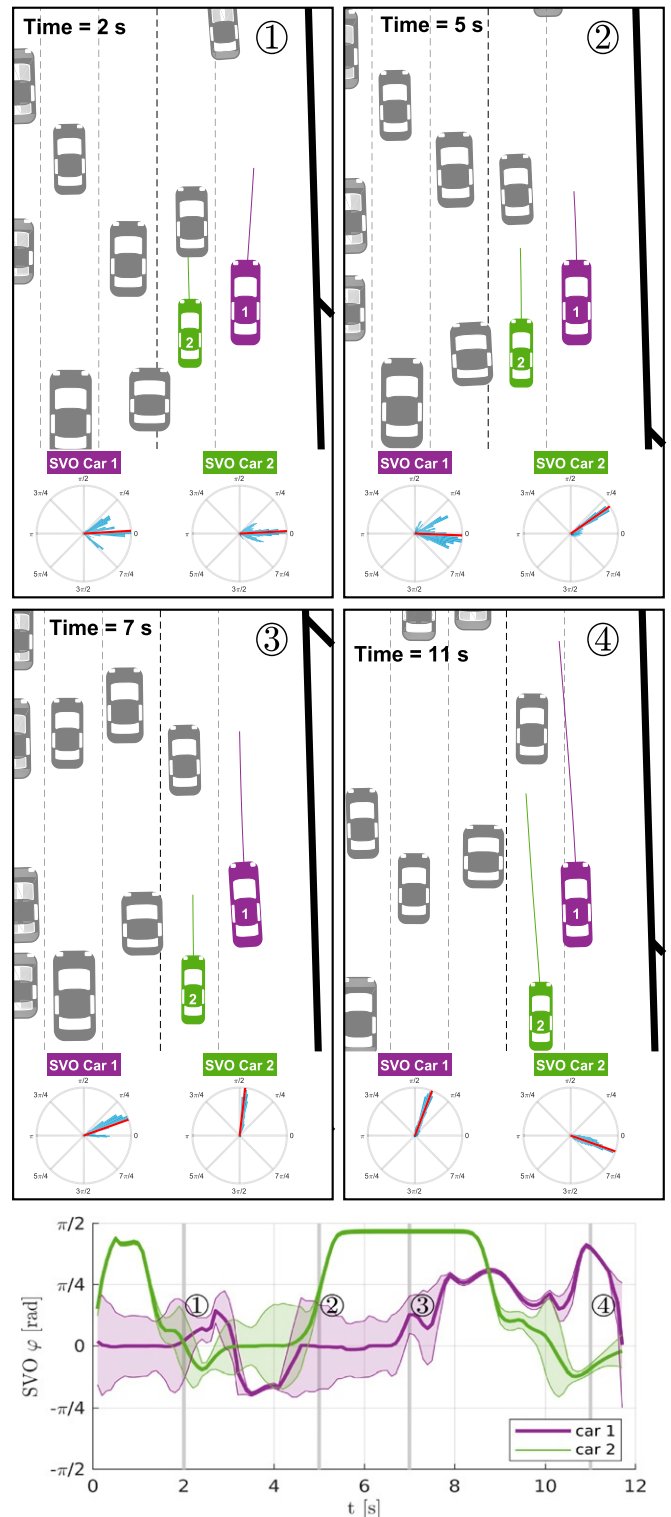 Time = 2 s
①
1
2
SVO Car 1
SVO Car 2
π/2
3π/4
π/4
π
0
5π/4
7π/4
3π/2
π/2
3π/4
π/4
π
0
5π/4
7π/4
3π/2
Time = 5 s
②
1
2
SVO Car 1
SVO Car 2
π/2
3π/4
π/4
π
0
5π/4
7π/4
3π/2
π/2
3π/4
π/4
π
0
5π/4
7π/4
3π/2
Time = 7 s
③
1
2
SVO Car 1
SVO Car 2
π/2
3π/4
π/4
π
0
5π/4
7π/4
3π/2
π/2
3π/4
π/4
π
0
5π/4
7π/4
3π/2
Time = 11 s
④
1
2
SVO Car 1
SVO Car 2
π/2
3π/4
π/4
π
0
5π/4
7π/4
3π/2
π/2
3π/4
π/4
π
0
5π/4
7π/4
3π/2
SVO φ [rad]
π/2
π/4
0
-π/4
-π/2
① ② ③ ④
car 1
car 2
0 2 4 6 8 10 12
t [s]